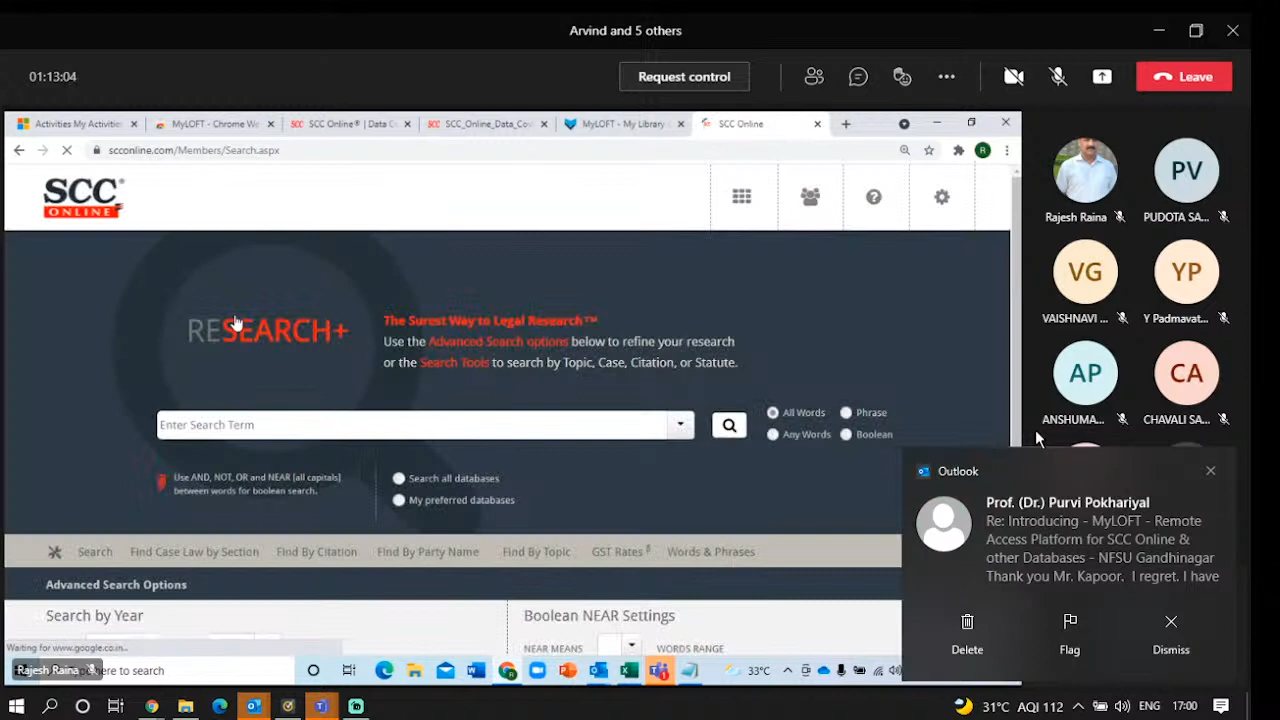 Arvind and 5 others
01:13:04
Request control
Leave
Activities My Activitie
MyLOFT - Chrome We
SCC Online® | Data C
SCC_Online_Data_Cov
MyLOFT - My Library
SCC Online
scconline.com/Members/Search.aspx
R
SCC
ONLINE
RESEARCH+
The Surest Way to Legal Research™
Use the Advanced Search options below to refine your research
or the Search Tools to search by Topic, Case, Citation, or Statute.
Enter Search Term
All Words
Phrase
Any Words
Boolean
Use AND, NOT, OR and NEAR [all capitals]
between words for boolean search.
Search all databases
My preferred databases
Search
Find Case Law by Section
Find By Citation
Find By Party Name
Find By Topic
GST Rates β
Words & Phrases
Advanced Search Options
Search by Year
Boolean NEAR Settings
NEAR MEANS
WORDS RANGE
Waiting for www.google.co.in...
Rajesh Raina
here to search
33°C
Rajesh Raina
PV
PUDOTA SA...
VG
VAISHNAVI ...
YP
Y Padmavat...
AP
ANSHUMA...
CA
CHAVALI SA...
Outlook
Prof. (Dr.) Purvi Pokhariyal
Re: Introducing - MyLOFT - Remote
Access Platform for SCC Online &
other Databases - NFSU Gandhinagar
Thank you Mr. Kapoor. I regret. I have
Delete
Flag
Dismiss
31°C AQI 112
ENG
17:00